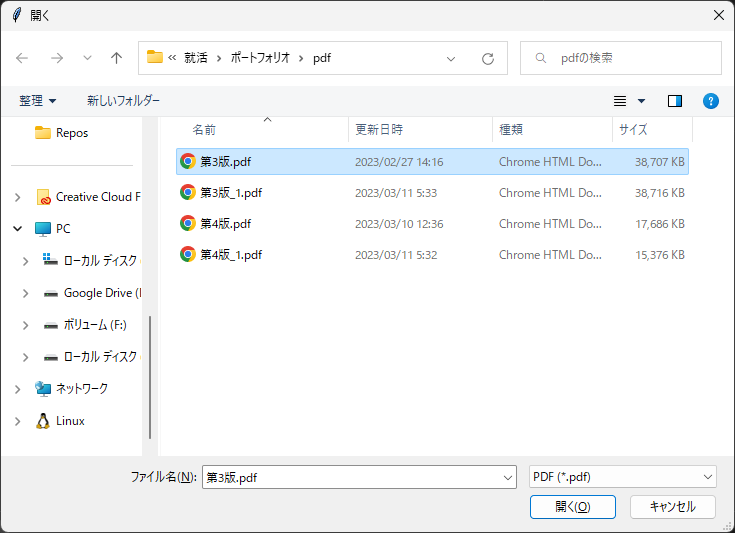 開く
« 就活 › ポートフォリオ › pdf
pdfの検索
整理 新しいフォルダー
名前 更新日時 種類 サイズ
第3版.pdf 2023/02/27 14:16 Chrome HTML Do... 38,707 KB
第3版_1.pdf 2023/03/11 5:33 Chrome HTML Do... 38,716 KB
第4版.pdf 2023/03/10 12:36 Chrome HTML Do... 17,686 KB
第4版_1.pdf 2023/03/11 5:32 Chrome HTML Do... 15,376 KB
Repos
Creative Cloud F
PC
ローカル ディスク (
Google Drive (
ボリューム (F:)
ローカル ディスク (
ネットワーク
Linux
ファイル名(N): 第3版.pdf PDF (*.pdf)
開く(O) キャンセル